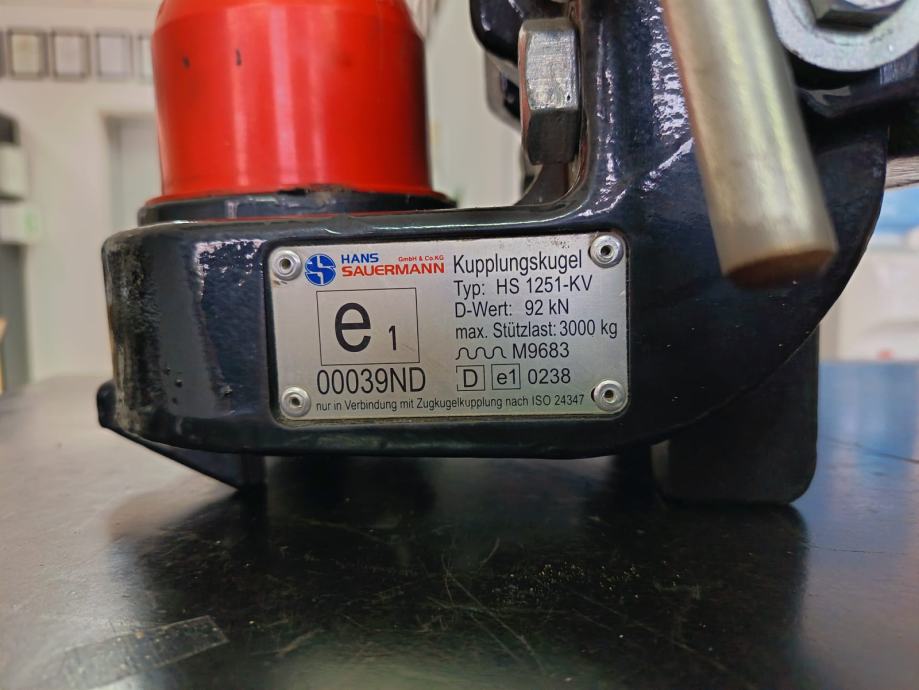 HANS GmbH & Co.KG
SAUERMANN
Kupplungskugel
Typ: HS 1251-KV
D-Wert: 92 kN
max. Stützlast: 3000 kg
M9683
e 1
00039ND
D e1 0238
nur in Verbindung mit Zugkugelkupplung nach ISO 24347